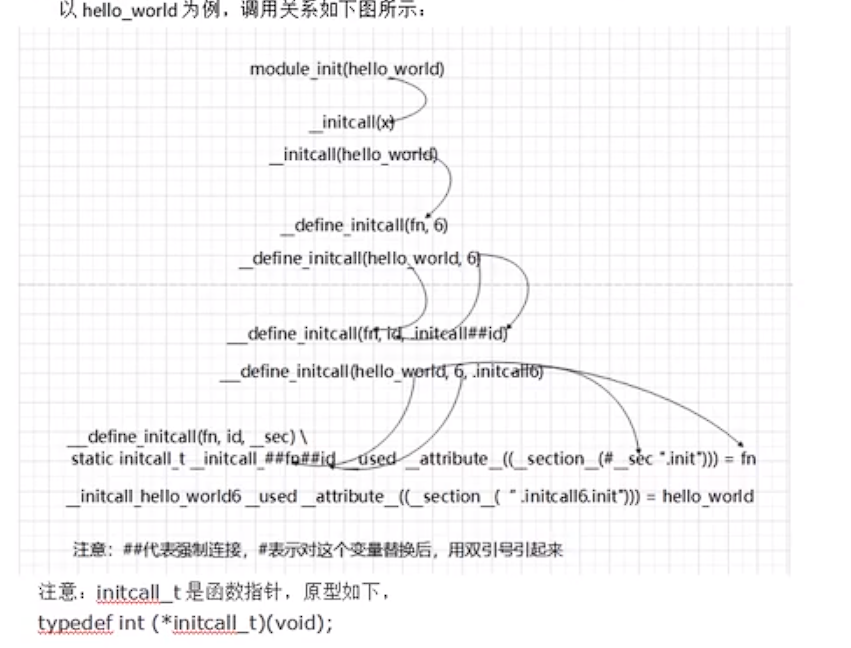 以 hello_world 为例，调用关系如下图所示：
module_init(hello_world)
__initcall(x)
__initcall(hello_world)
__define_initcall(fn, 6)
__define_initcall(hello_world, 6)
___define_initcall(fn, id, .initcall##id)
___define_initcall(hello_world, 6, .initcall6)
___define_initcall(fn, id, __sec) \
static initcall_t __initcall_##fn##id __used __attribute__((__section__(#__sec ".init"))) = fn
__initcall_hello_world6 __used __attribute__((__section__( " .initcall6.init"))) = hello_world
注意：##代表强制连接，#表示对这个变量替换后，用双引号引起来
注意：initcall_t 是函数指针，原型如下，
typedef int (*initcall_t)(void);